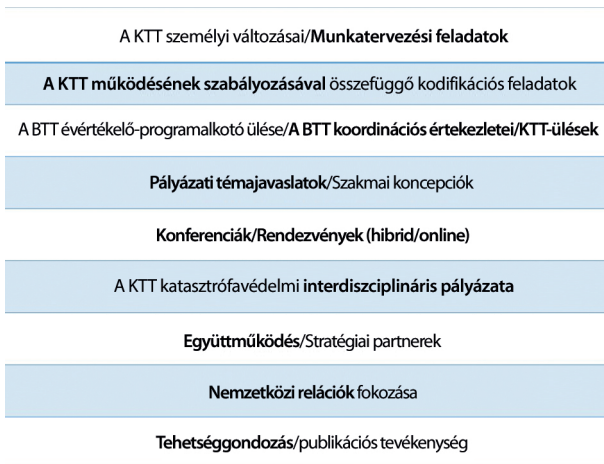 A KTT személyi változásai/Munkatervezési feladatok
A KTT működésének szabályozásával összefüggő kodifikációs feladatok
A BTT évértékelő-programalkotó ülése/A BTT koordinációs értekezletei/KTT-ülések
Pályázati témajavaslatok/Szakmai koncepciók
Konferenciák/Rendezvények (hibrid/online)
A KTT katasztrófavédelmi interdiszciplináris pályázata
Együttműködés/Stratégiai partnerek
Nemzetközi relációk fokozása
Tehetséggondozás/publikációs tevékenység